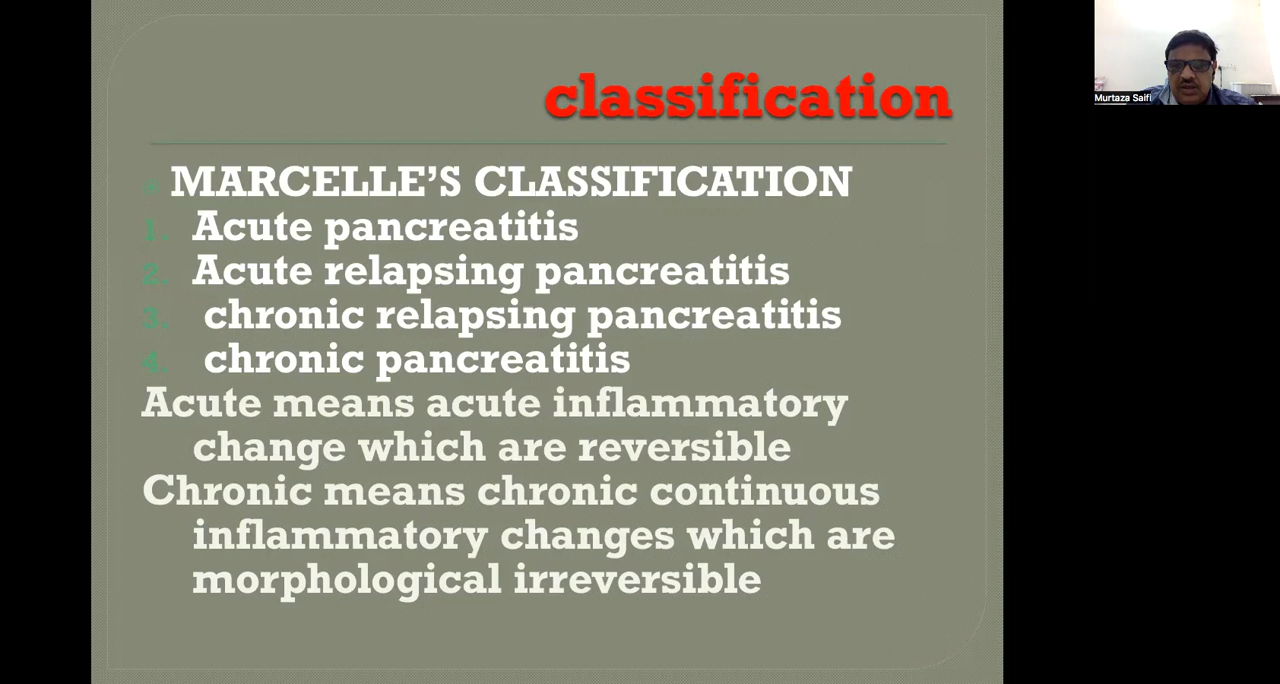 classification
* MARCELLE'S CLASSIFICATION
1. Acute pancreatitis
2. Acute relapsing pancreatitis
3. chronic relapsing pancreatitis
4. chronic pancreatitis
Acute means acute inflammatory
change which are reversible
Chronic means chronic continuous
inflammatory changes which are
morphological irreversible
Murtaza Saifi